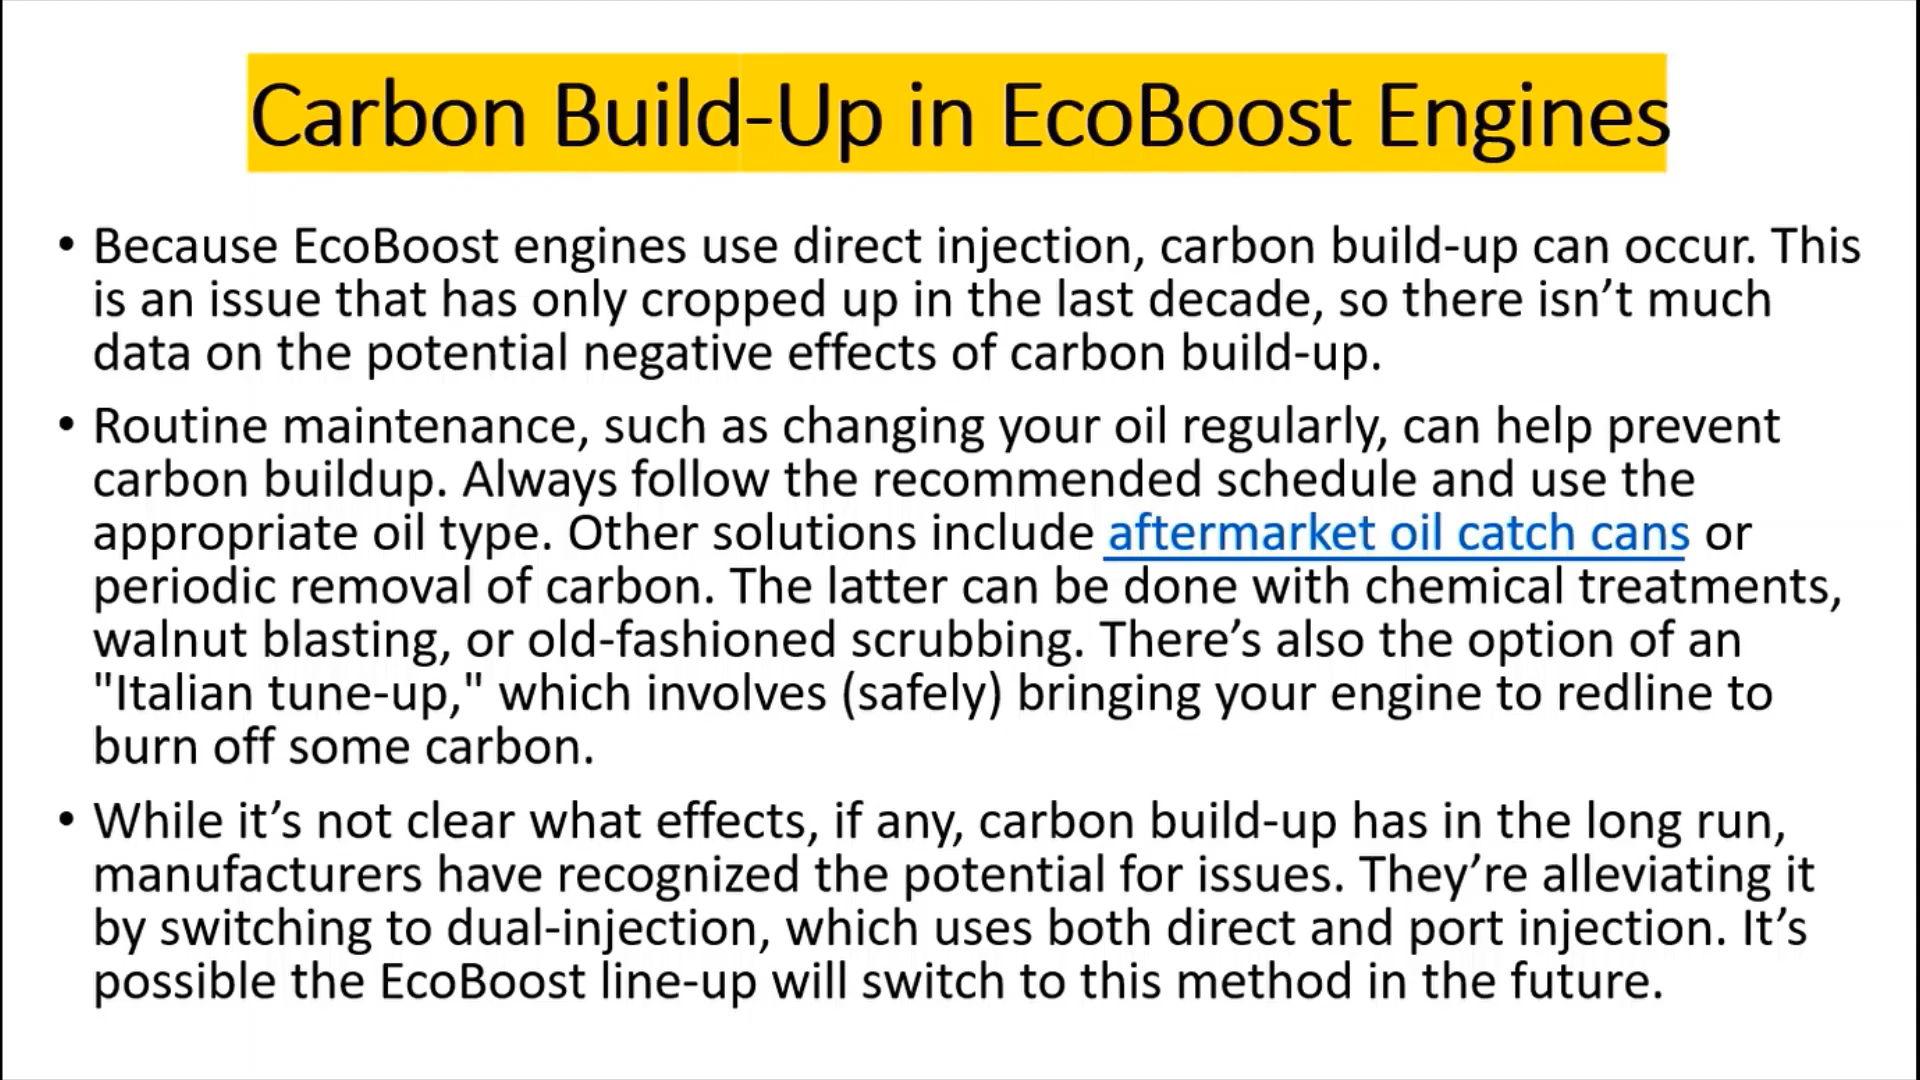 Carbon Build-Up in EcoBoost Engines
• Because EcoBoost engines use direct injection, carbon build-up can occur. This
is an issue that has only cropped up in the last decade, so there isn’t much
data on the potential negative effects of carbon build-up.
• Routine maintenance, such as changing your oil regularly, can help prevent
carbon buildup. Always follow the recommended schedule and use the
appropriate oil type. Other solutions include aftermarket oil catch cans or
periodic removal of carbon. The latter can be done with chemical treatments,
walnut blasting, or old-fashioned scrubbing. There’s also the option of an
"Italian tune-up," which involves (safely) bringing your engine to redline to
burn off some carbon.
• While it’s not clear what effects, if any, carbon build-up has in the long run,
manufacturers have recognized the potential for issues. They’re alleviating it
by switching to dual-injection, which uses both direct and port injection. It’s
possible the EcoBoost line-up will switch to this method in the future.